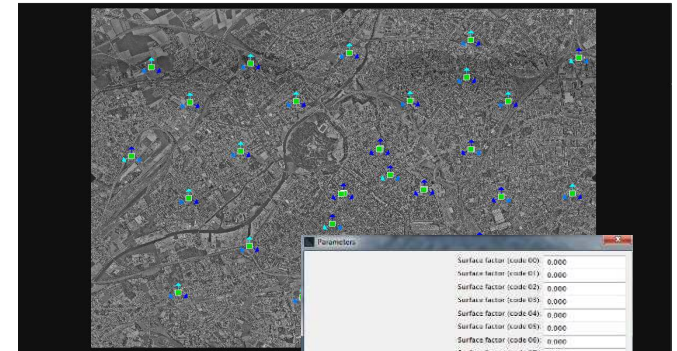 Parameters
Surface factor (code 00): 0.000
Surface factor (code 01): 0.000
Surface factor (code 02): 0.000
Surface factor (code 03): 0.000
Surface factor (code 04): 0.000
Surface factor (code 05): 0.000
Surface factor (code 06): 0.000